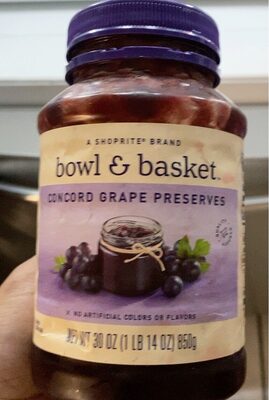 A SHOPRITE® BRAND
bowl & basket™
CONCORD GRAPE PRESERVES
NO ARTIFICIAL COLORS OR FLAVORS
NET WT 30 OZ (1 LB 14 OZ) 850g